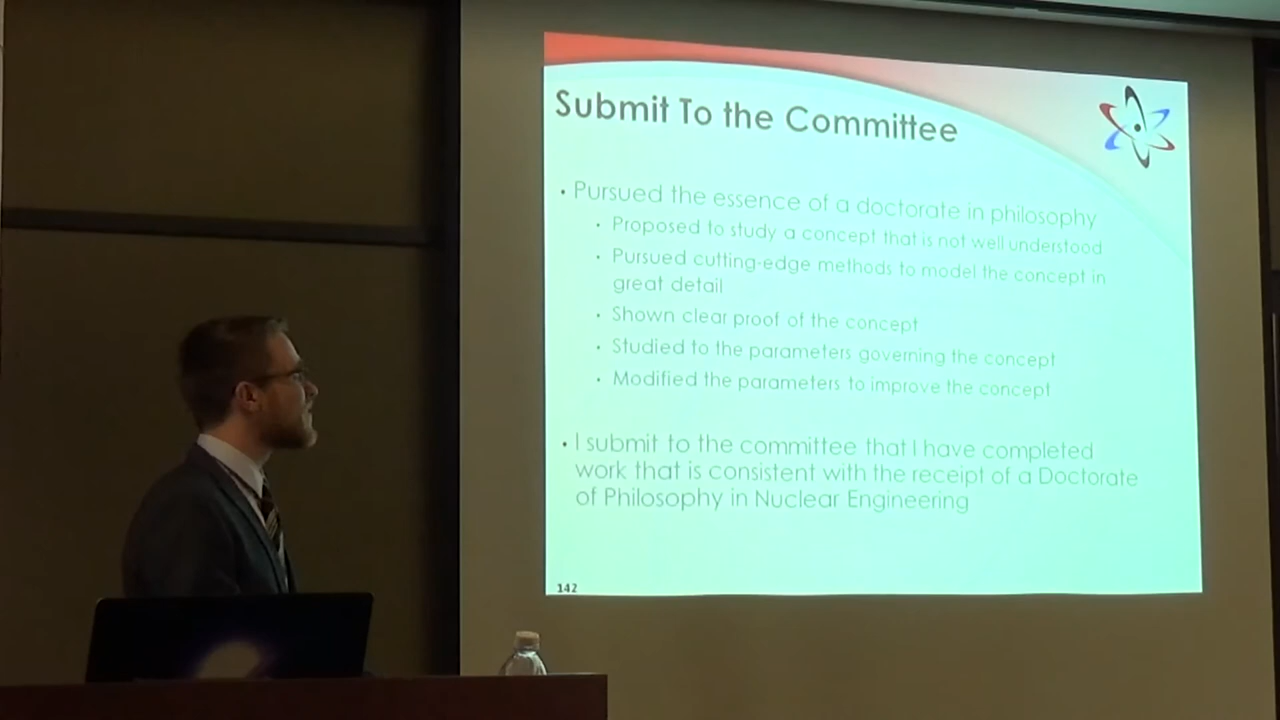 Submit To the Committee
• Pursued the essence of a doctorate in philosophy
• Proposed to study a concept that is not well understood
• Pursued cutting-edge methods to model the concept in
great detail
• Shown clear proof of the concept
• Studied to the parameters governing the concept
• Modified the parameters to improve the concept
• I submit to the committee that I have completed
work that is consistent with the receipt of a Doctorate
of Philosophy in Nuclear Engineering
142